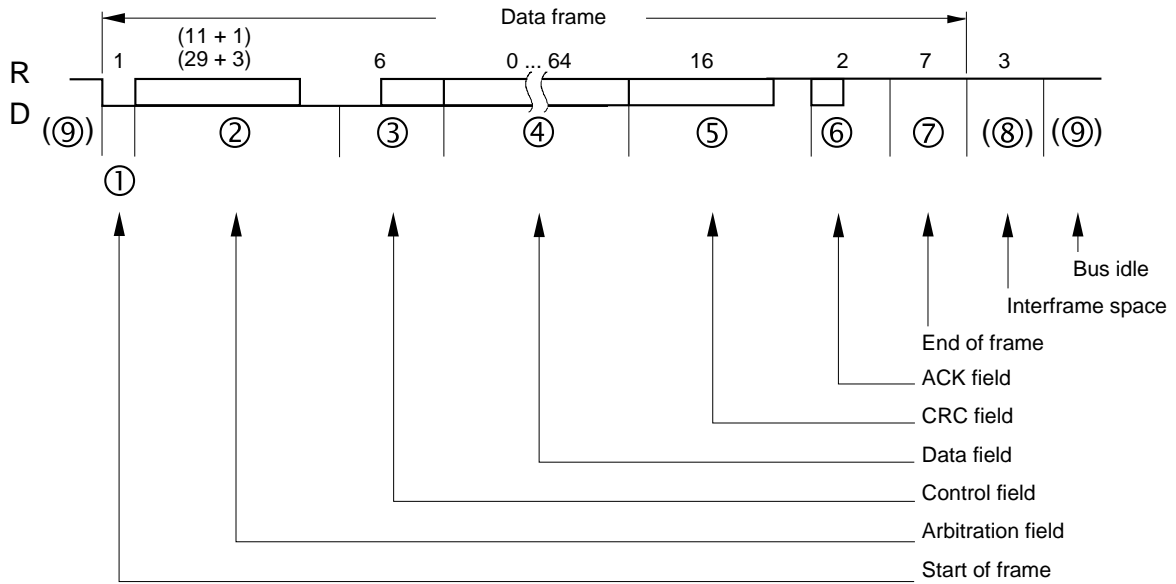 Data frame
(11 + 1)
(29 + 3)
1 6 0 ... 64 16 2 7 3
R
D
(⑨) ② ③ ④ ⑤ ⑥ ⑦ (⑧) (⑨)
①
Bus idle
Interframe space
End of frame
ACK field
CRC field
Data field
Control field
Arbitration field
Start of frame